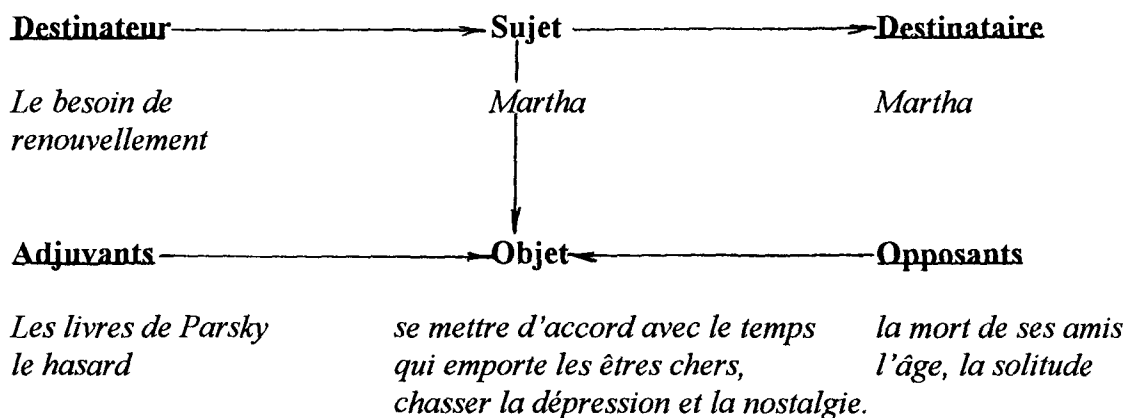 Destinateur Sujet Destinataire
Le besoin de Martha Martha
renouvellement
Adjuvants Objet Opposants
Les livres de Parsky se mettre d'accord avec le temps la mort de ses amis
le hasard qui emporte les êtres chers, l'âge, la solitude
chasser la dépression et la nostalgie.